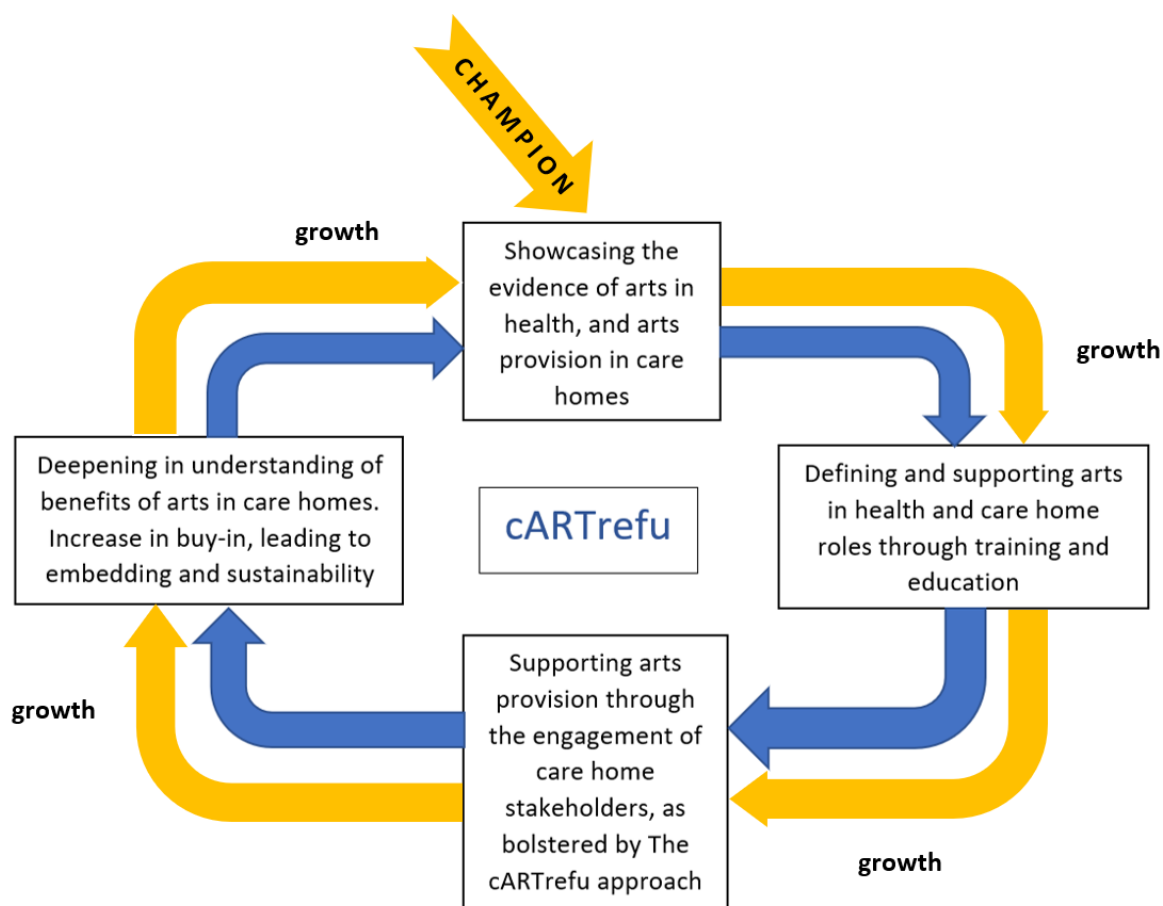 CHAMPION
growth
Showcasing the
evidence of arts in
health, and arts
provision in care
homes
growth
Deepening in understanding of
benefits of arts in care homes.
Increase in buy-in, leading to
embedding and sustainability
cARTrefu
Defining and supporting arts
in health and care home
roles through training and
education
growth
Supporting arts
provision through
the engagement of
care home
stakeholders, as
bolstered by The
cARTrefu approach
growth